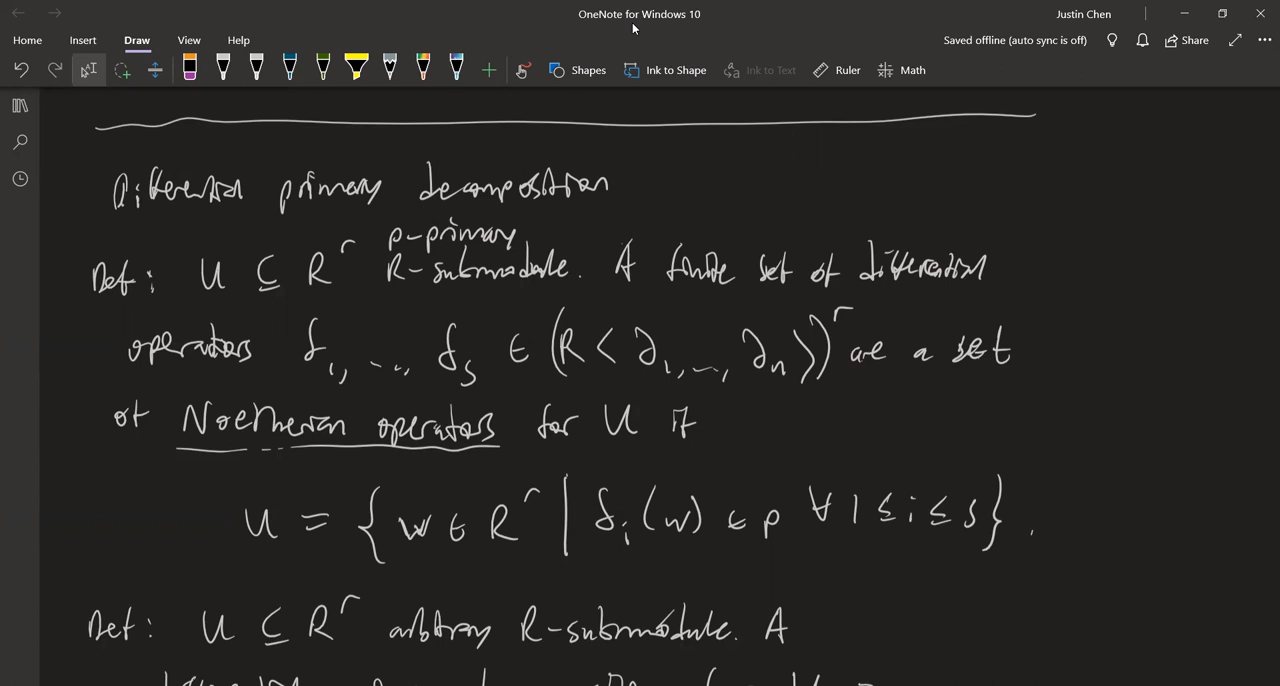 OneNote for Windows 10
Justin Chen
Home Insert Draw View Help
Saved offline (auto sync is off)
Share
Shapes
Ink to Shape
Ink to Text
Ruler
Math
Differential primary decomposition
p-primary
Def: U ⊆ R^r R-submodule. A finite set of differential
operators δ_1, ..., δ_s ∈ (R<∂_1, ..., ∂_n>)^r are a set
of Noetherian operators for U if
U = {w ∈ R^r | δ_i(w) ∈ p ∀ 1 ≤ i ≤ s}.
Def: U ⊆ R^r arbitrary R-submodule. A